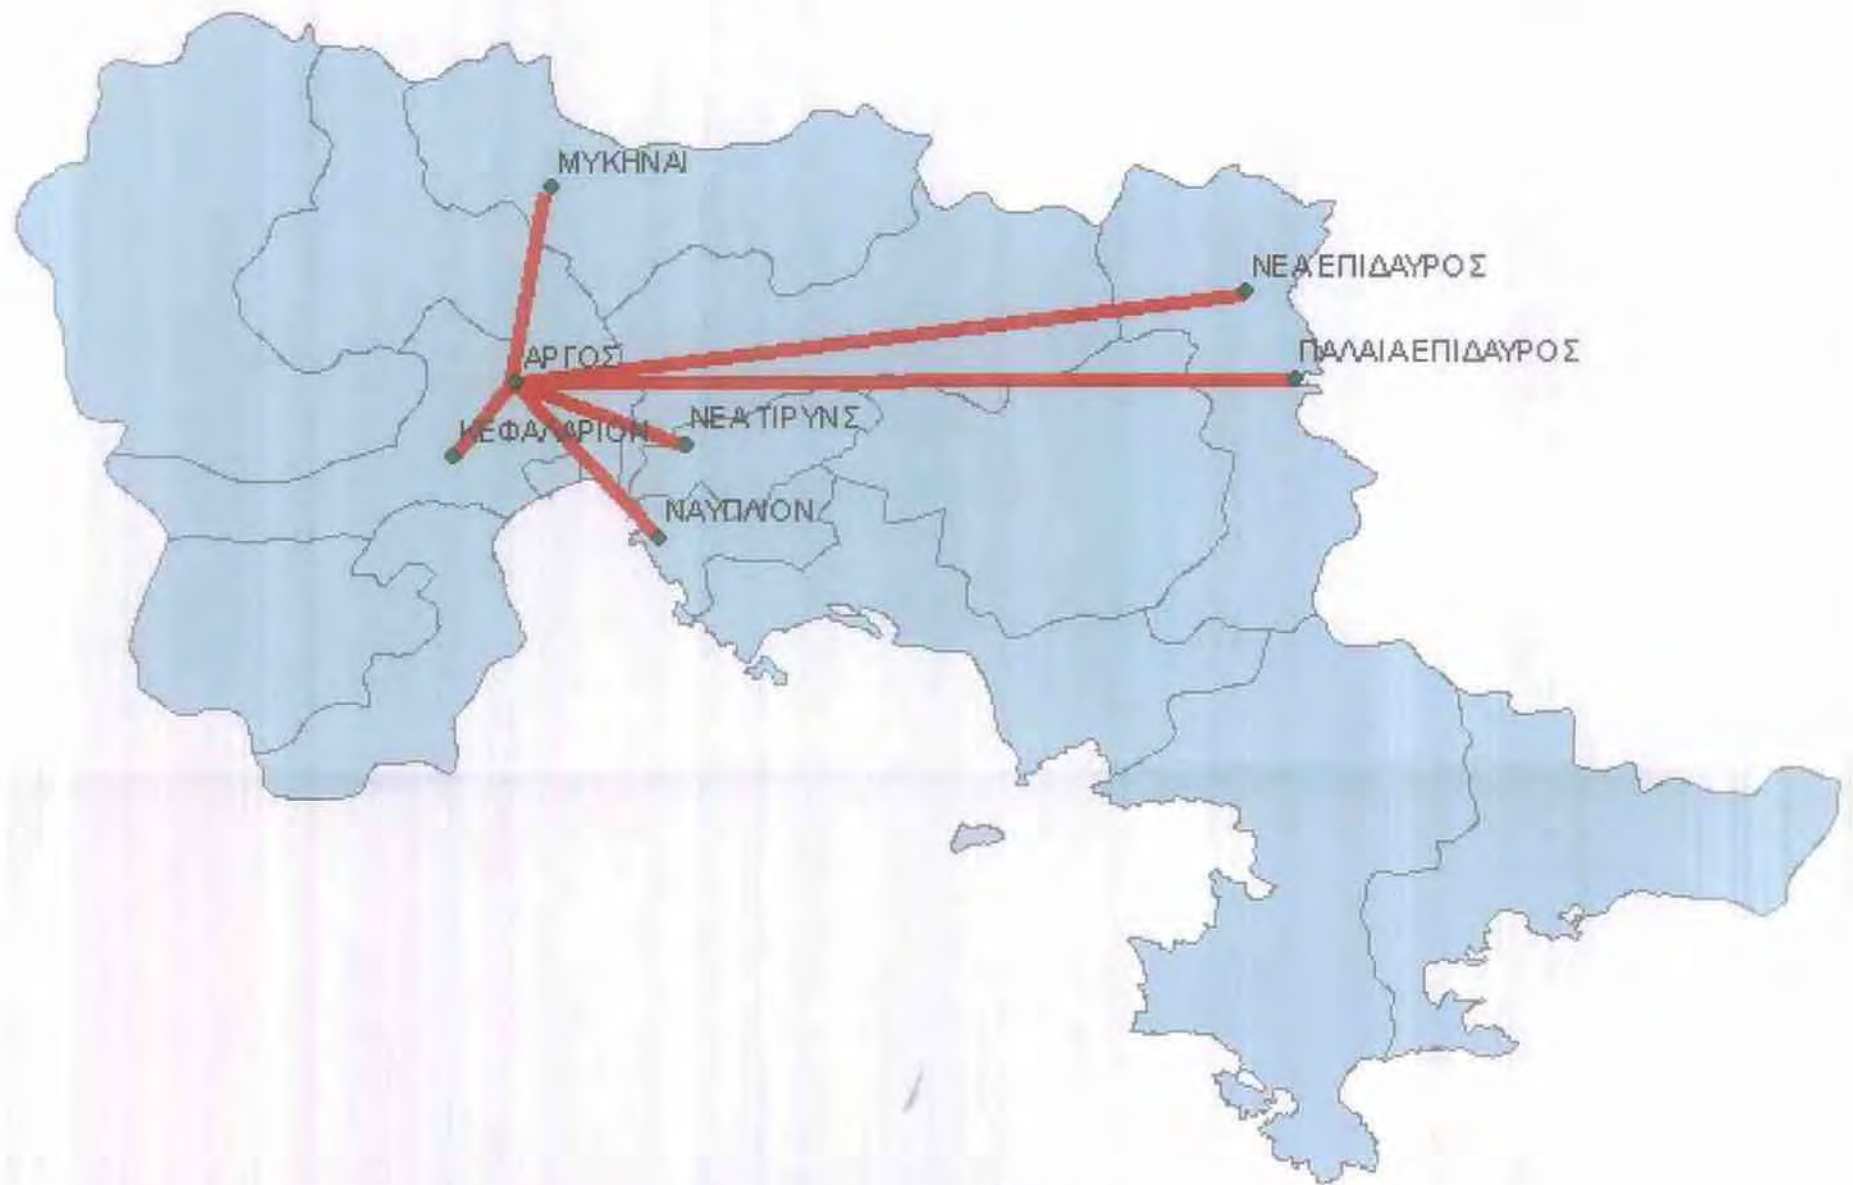 ΜΥΚΗΝΑΙ
ΝΕΑ ΕΠΙΔΑΥΡΟΣ
ΠΑΛΑΙΑ ΕΠΙΔΑΥΡΟΣ
ΑΡΓΟΣ
ΝΕΑ ΤΙΡΥΝΣ
ΚΕΦΑΛΑΡΙΟΝ
ΝΑΥΠΛΙΟΝ